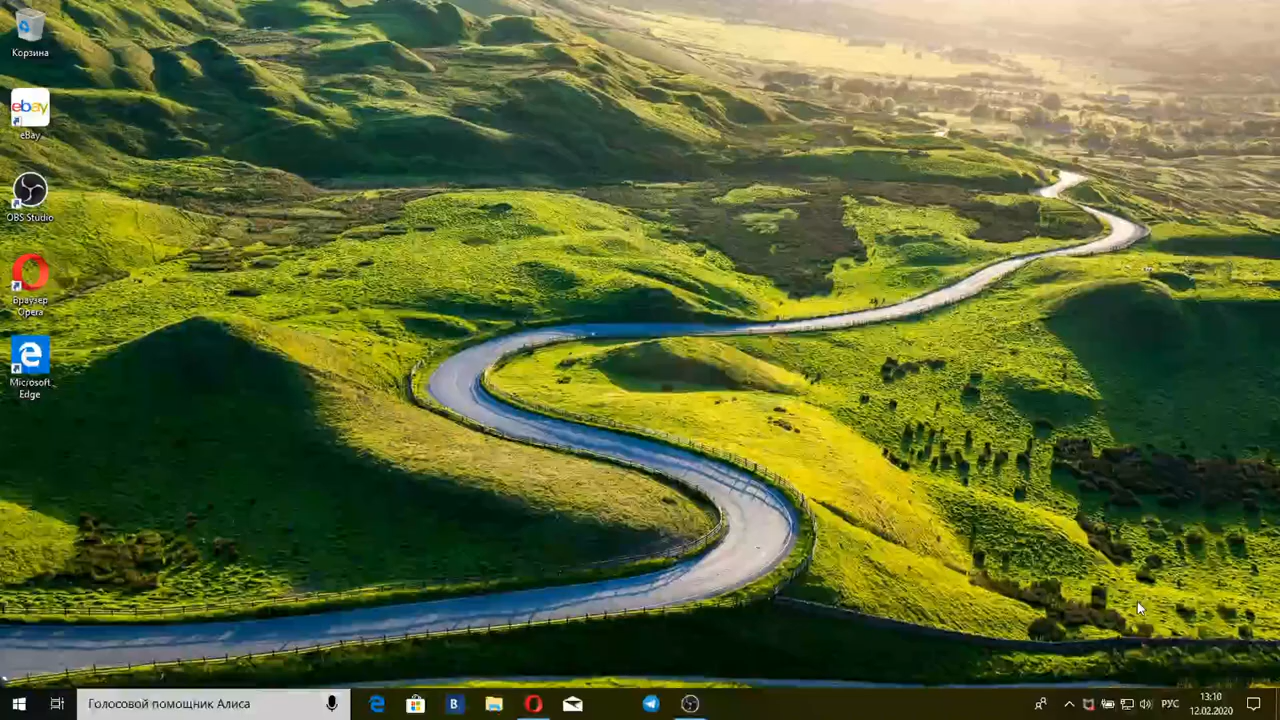 Корзина
ebay
eBay
OBS Studio
Браузер
Opera
Microsoft
Edge
Голосовой помощник Алиса
B
РУС
13:10
12.02.2020